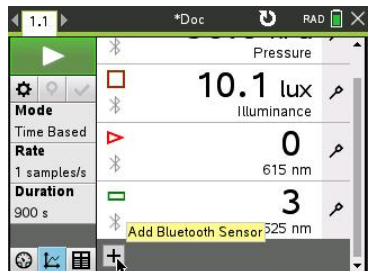 1.1
*Doc
RAD
Pressure
Mode
Time Based
Rate
1 samples/s
Duration
900 s
10.1 lux
Illuminance
0
615 nm
3
525 nm
Add Bluetooth Sensor